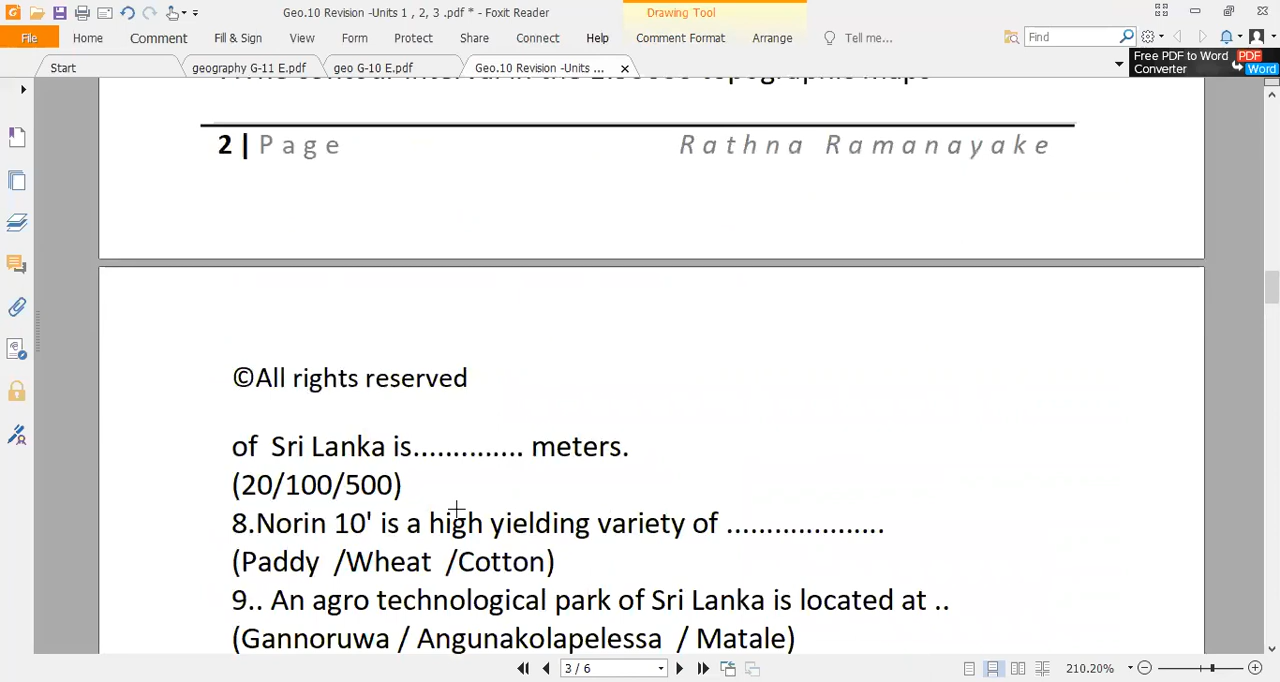 Geo.10 Revision -Units 1 , 2, 3 .pdf * - Foxit Reader
Drawing Tool
File Home Comment Fill & Sign View Form Protect Share Connect Help Comment Format Arrange Tell me... Find
Start geography G-11 E.pdf geo G-10 E.pdf Geo.10 Revision -Units ...
Free PDF to Word
Converter
PDF
Word
2 | Page Rathna Ramanayake
©All rights reserved
of Sri Lanka is.............. meters.
(20/100/500)
8.Norin 10' is a high yielding variety of ....................
(Paddy /Wheat /Cotton)
9.. An agro technological park of Sri Lanka is located at ..
(Gannoruwa / Angunakolapelessa / Matale)
3 / 6
210.20%